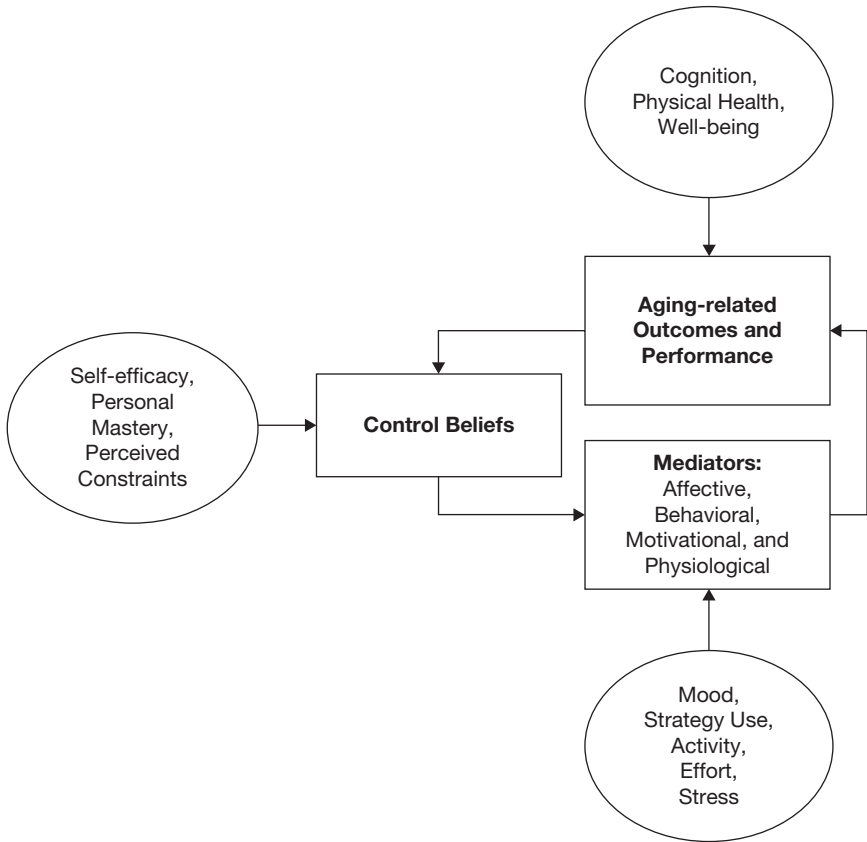 Cognition,
Physical Health,
Well-being
Aging-related
Outcomes and
Performance
Self-efficacy,
Personal
Mastery,
Perceived
Constraints
Control Beliefs
Mediators:
Affective,
Behavioral,
Motivational, and
Physiological
Mood,
Strategy Use,
Activity,
Effort,
Stress